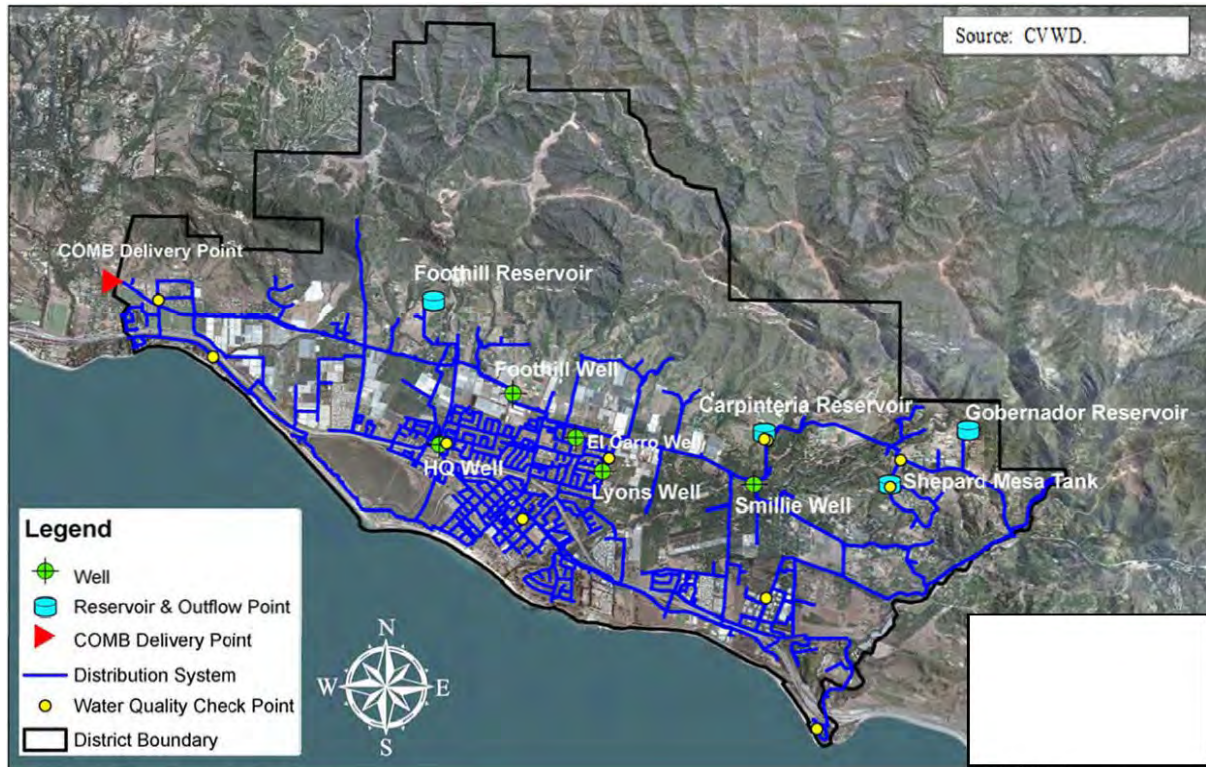 Source: CVWD.
COMB Delivery Point
Foothill Reservoir
Foothill Well
Carpinteria Reservoir
Gobernador Reservoir
El Carro Well
HQ Well
Lyons Well
Smillie Well
Shepard Mesa Tank
Legend
Well
Reservoir & Outflow Point
COMB Delivery Point
Distribution System
Water Quality Check Point
District Boundary
N
W
E
S